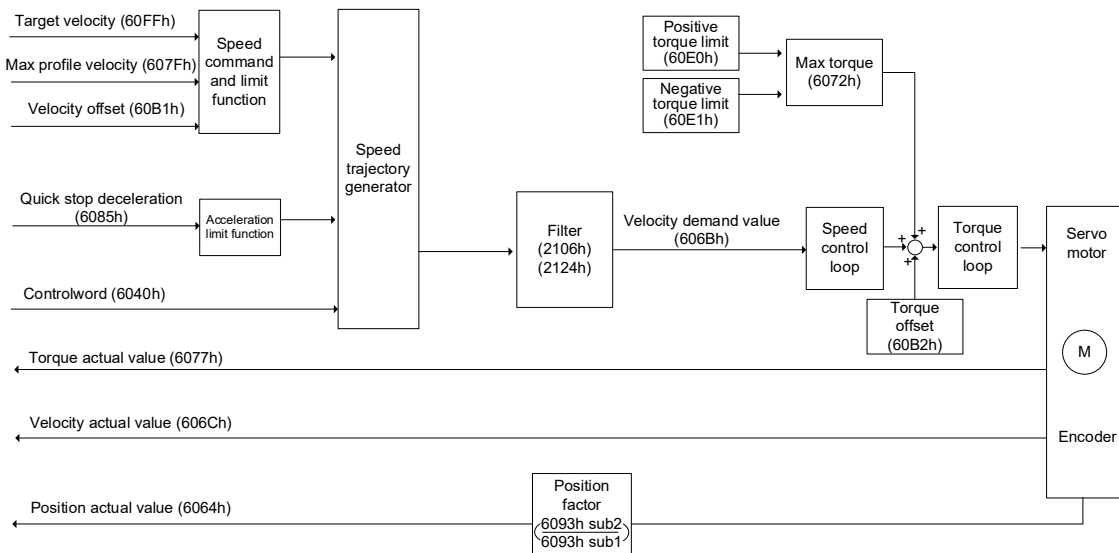 Target velocity (60FFh)
Max profile velocity (607Fh)
Velocity offset (60B1h)
Speed
command
and limit
function
Quick stop deceleration
(6085h)
Acceleration
limit function
Controlword (6040h)
Speed
trajectory
generator
Filter
(2106h)
(2124h)
Velocity demand value
(606Bh)
Positive
torque limit
(60E0h)
Negative
torque limit
(60E1h)
Max torque
(6072h)
Speed
control
loop
+
+
+
Torque
offset
(60B2h)
Torque
control
loop
Servo
motor
M
Encoder
Torque actual value (6077h)
Velocity actual value (606Ch)
Position actual value (6064h)
Position
factor
(6093h sub2
6093h sub1)